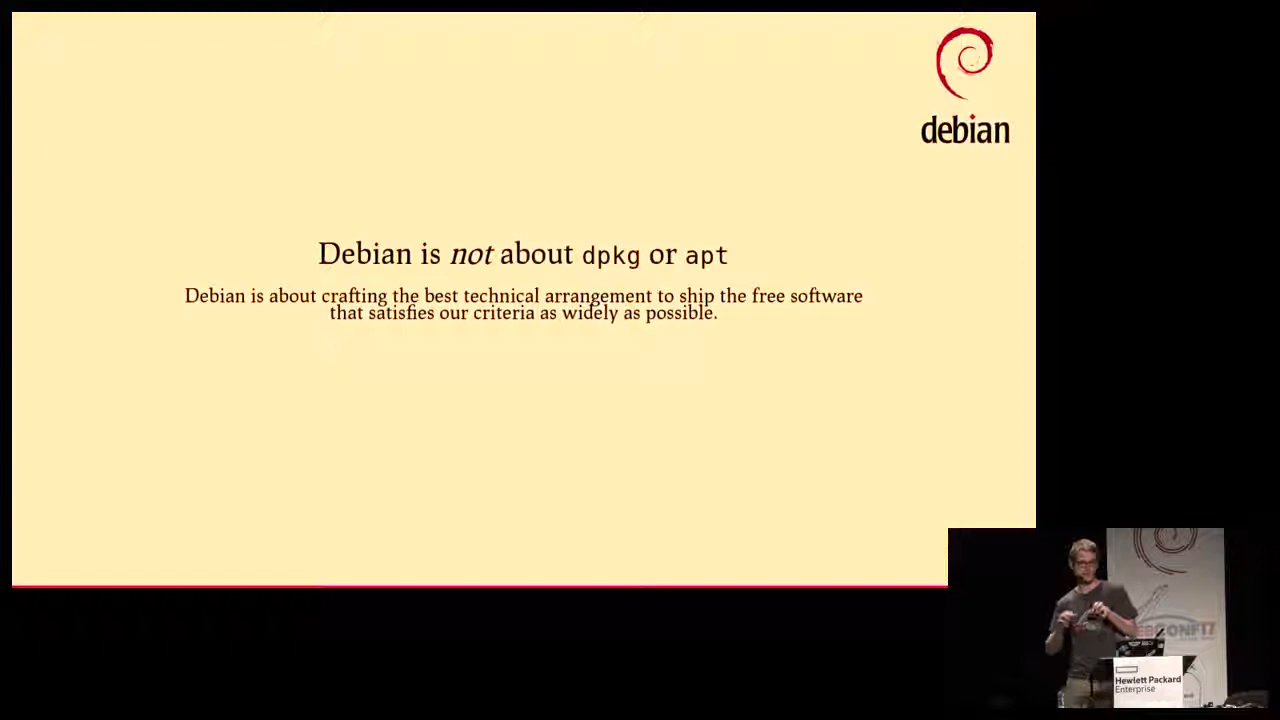 debian
Debian is not about dpkg or apt
Debian is about crafting the best technical arrangement to ship the free software
that satisfies our criteria as widely as possible.
Hewlett Packard
Enterprise